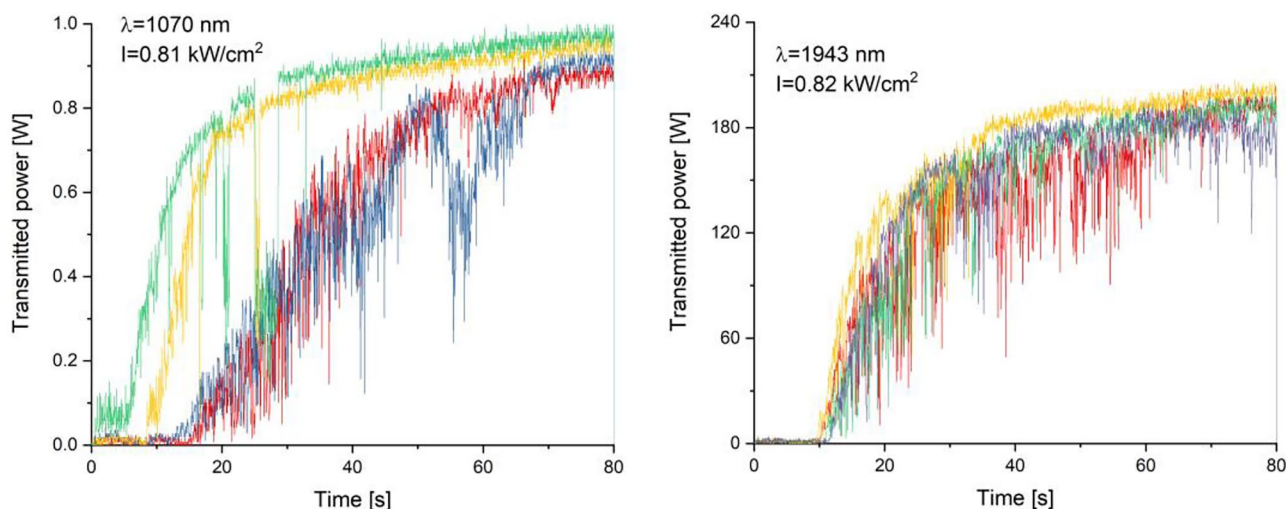 λ=1070 nm
I=0.81 kW/cm²
Transmitted power [W]
1.0
0.8
0.6
0.4
0.2
0.0
0 20 40 60 80
Time [s]
λ=1943 nm
I=0.82 kW/cm²
Transmitted power [W]
240
180
120
60
0
0 20 40 60 80
Time [s]